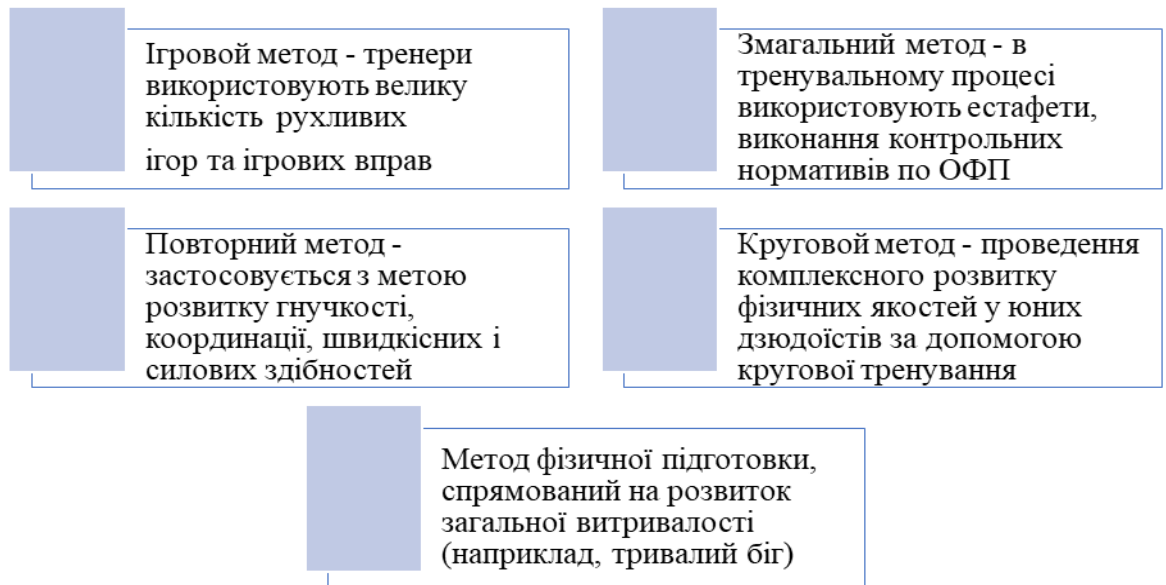 Ігровой метод - тренери
використовують велику
кількість рухливих
ігор та ігрових вправ
Змагальний метод - в
тренувальному процесі
використовують естафети,
виконання контрольних
нормативів по ОФП
Повторний метод -
застосовується з метою
розвитку гнучкості,
координації, швидкісних і
силових здібностей
Круговой метод - проведення
комплексного розвитку
фізичних якостей у юних
дзюдоїстів за допомогою
кругової тренування
Метод фізичної підготовки,
спрямований на розвиток
загальної витривалості
(наприклад, тривалий біг)